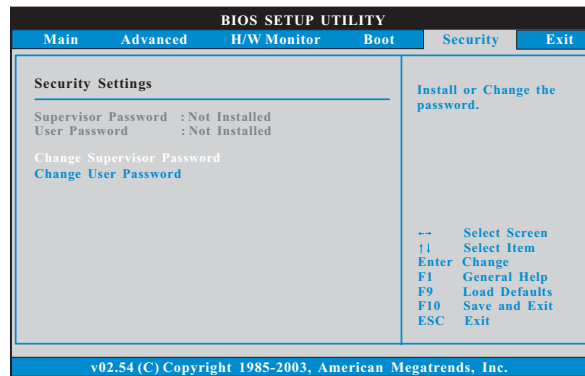 BIOS SETUP UTILITY
Main Advanced H/W Monitor Boot Security Exit
Security Settings
Supervisor Password : Not Installed
User Password : Not Installed
Change Supervisor Password
Change User Password
Install or Change the
password.
←→ Select Screen
↑↓ Select Item
Enter Change
F1 General Help
F9 Load Defaults
F10 Save and Exit
ESC Exit
v02.54 (C) Copyright 1985-2003, American Megatrends, Inc.